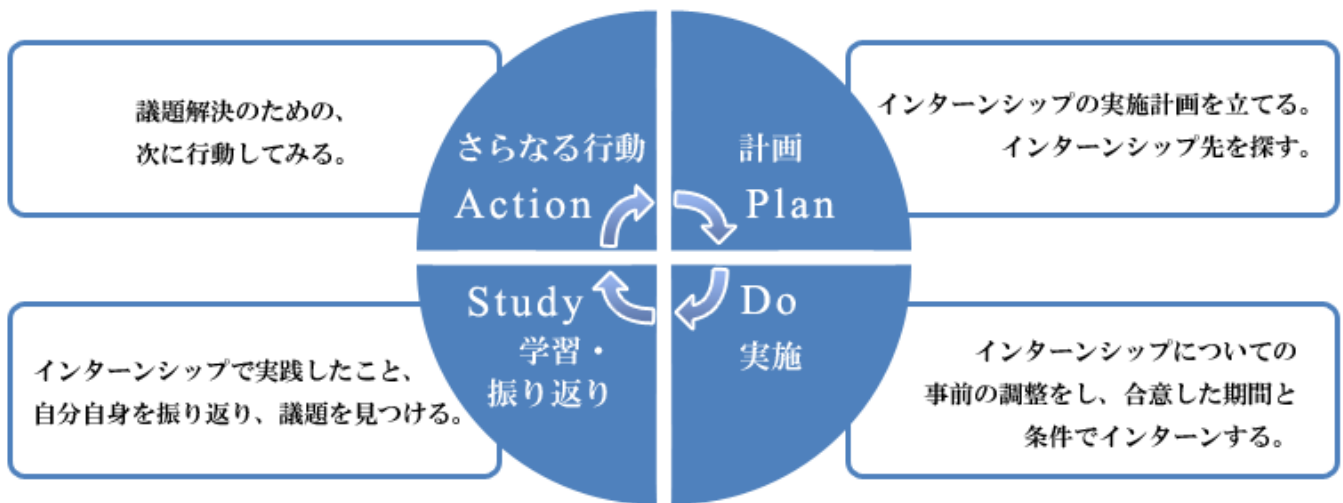 議題解決のための、
次に行動してみる。
さらなる行動
Action
計画
Plan
インターンシップの実施計画を立てる。
インターンシップ先を探す。
インターンシップで実践したこと、
自分自身を振り返り、議題を見つける。
Study
学習・
振り返り
Do
実施
インターンシップについての
事前の調整をし、合意した期間と
条件でインターンする。